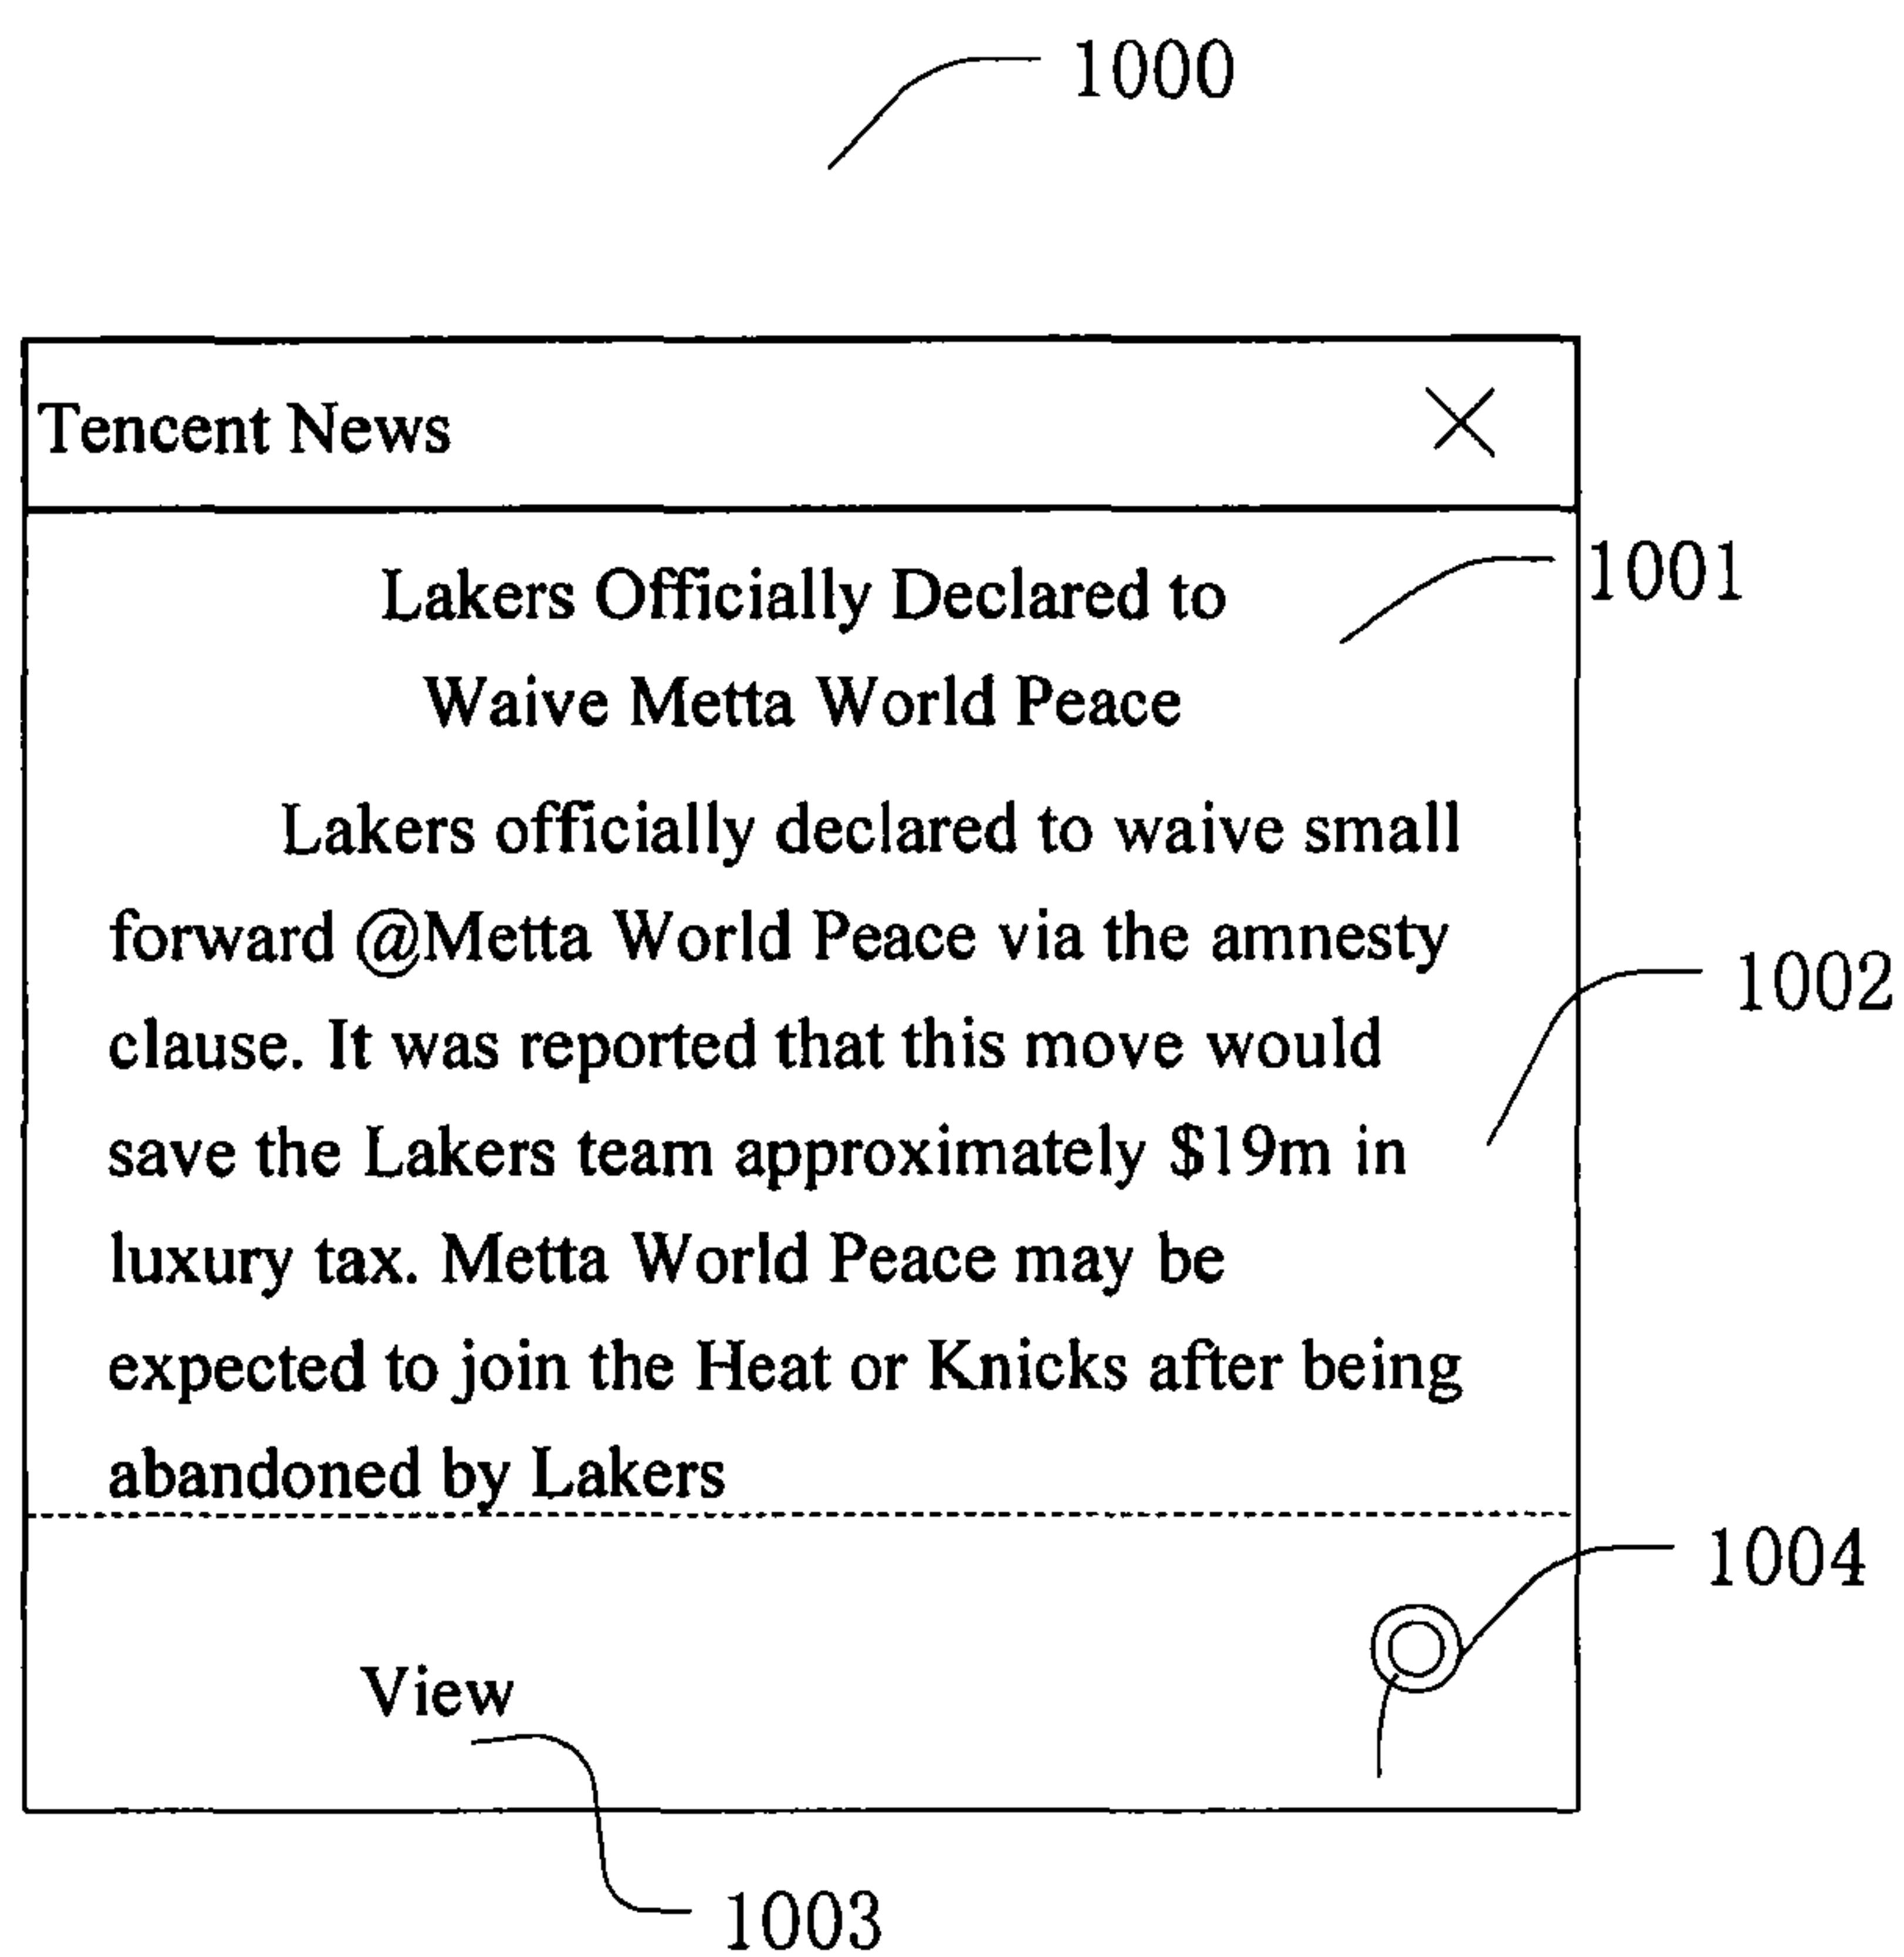 1000
Tencent News
1001
Lakers Officially Declared to
Waive Metta World Peace
Lakers officially declared to waive small
forward @Metta World Peace via the amnesty
1002
clause. It was reported that this move would
save the Lakers team approximately $19m in
luxury tax. Metta World Peace may be
expected to join the Heat or Knicks after being
abandoned by Lakers
1004
View
1003